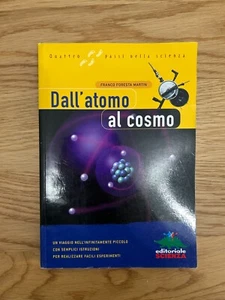 Quattro passi nella scienza
FRANCO FORESTA MARTIN
Dall'atomo
al cosmo
UN VIAGGIO NELL'INFINITAMENTE PICCOLO
CON SEMPLICI ISTRUZIONI
PER REALIZZARE FACILI ESPERIMENTI
editoriale
SCIENZA